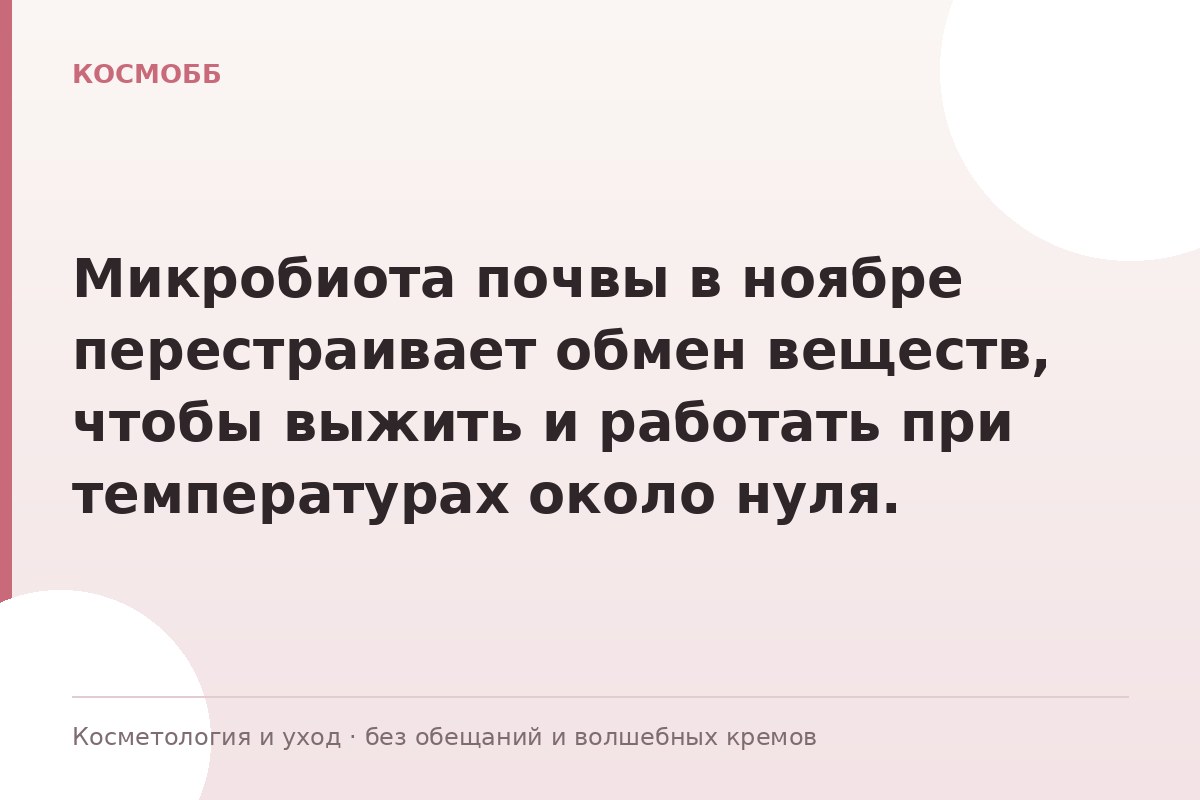 КОСМОББ
Микробиота почвы в ноябре
перестраивает обмен веществ,
чтобы выжить и работать при
температурах около нуля.
Косметология и уход · без обещаний и волшебных кремов